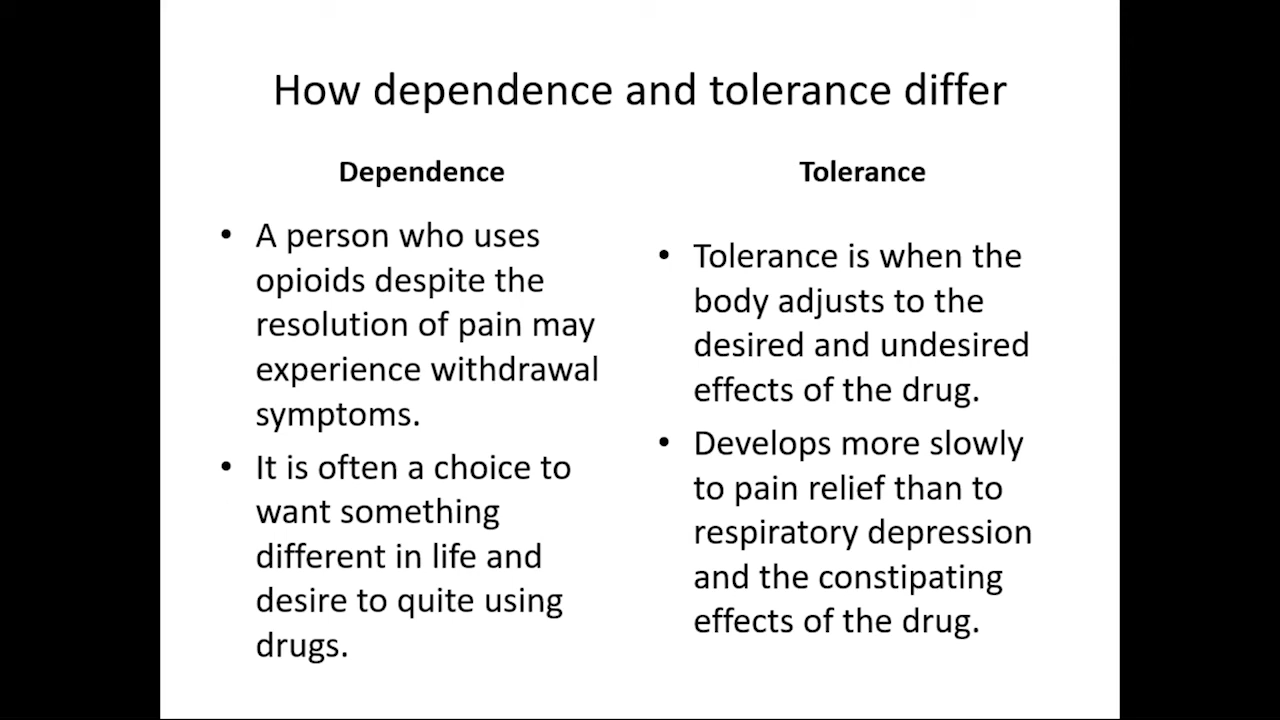 How dependence and tolerance differ
Dependence
• A person who uses
opioids despite the
resolution of pain may
experience withdrawal
symptoms.
• It is often a choice to
want something
different in life and
desire to quite using
drugs.
Tolerance
• Tolerance is when the
body adjusts to the
desired and undesired
effects of the drug.
• Develops more slowly
to pain relief than to
respiratory depression
and the constipating
effects of the drug.